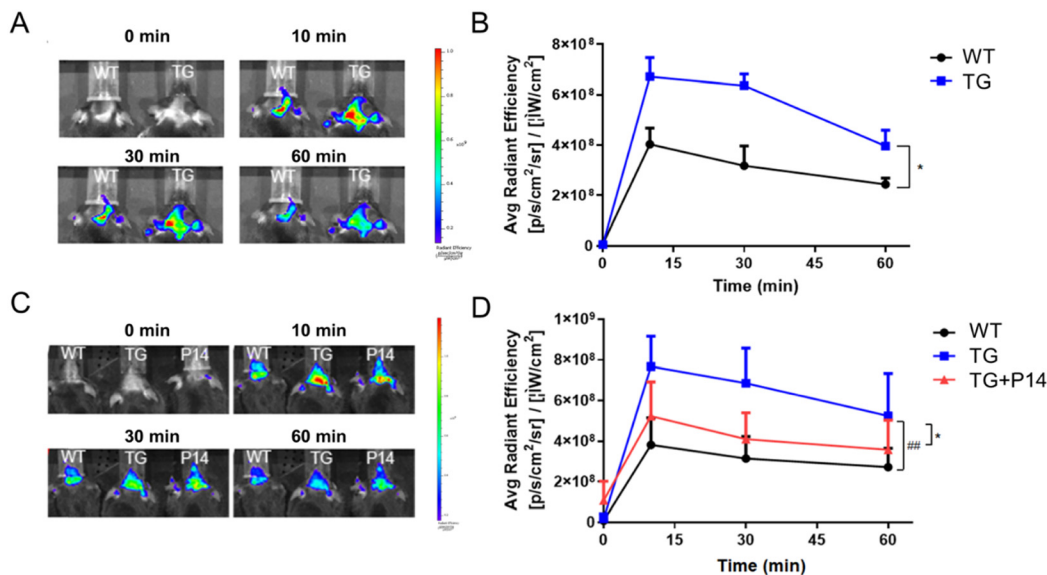 A
0 min
10 min
WT
TG
WT
TG
30 min
60 min
WT
TG
WT
TG
1.0
0.8
0.6
0.4
0.2
Radiant Efficiency
B
Avg Radiant Efficiency
[p/s/cm²/sr] / [¡ìW/cm²]
8×10⁸
6×10⁸
4×10⁸
2×10⁸
0
0
15
30
45
60
Time (min)
*
WT
TG
C
0 min
10 min
WT
TG
P14
WT
TG
P14
30 min
60 min
WT
TG
P14
WT
TG
P14
D
Avg Radiant Efficiency
[p/s/cm²/sr] / [¡ìW/cm²]
1×10⁹
8×10⁸
6×10⁸
4×10⁸
2×10⁸
0
0
15
30
45
60
Time (min)
##
*
WT
TG
TG+P14